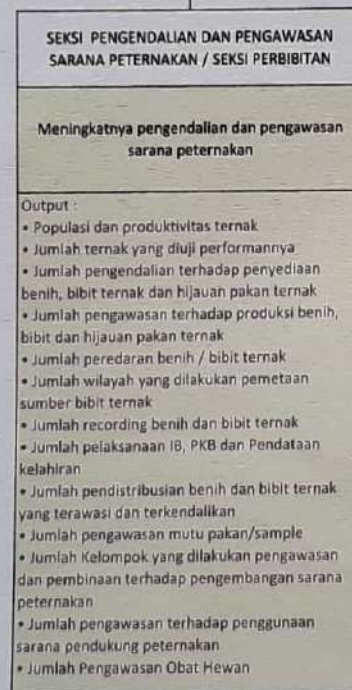 SEKSI PENGENDALIAN DAN PENGAWASAN
SARANA PETERNAKAN / SEKSI PERBIBITAN
Meningkatnya pengendalian dan pengawasan
sarana peternakan
Output :
• Populasi dan produktivitas ternak
• Jumlah ternak yang diuji performannya
• Jumlah pengendalian terhadap penyediaan
benih, bibit ternak dan hijauan pakan ternak
• Jumlah pengawasan terhadap produksi benih,
bibit dan hijauan pakan ternak
• Jumlah peredaran benih / bibit ternak
• Jumlah wilayah yang dilakukan pemetaan
sumber bibit ternak
• Jumlah recording benih dan bibit ternak
• Jumlah pelaksanaan IB, PKB dan Pendataan
kelahiran
• Jumlah pendistribusian benih dan bibit ternak
yang terawasi dan terkendalikan
• Jumlah pengawasan mutu pakan/sample
• Jumlah Kelompok yang dilakukan pengawasan
dan pembinaan terhadap pengembangan sarana
peternakan
• Jumlah pengawasan terhadap penggunaan
sarana pendukung peternakan
• Jumlah Pengawasan Obat Hewan